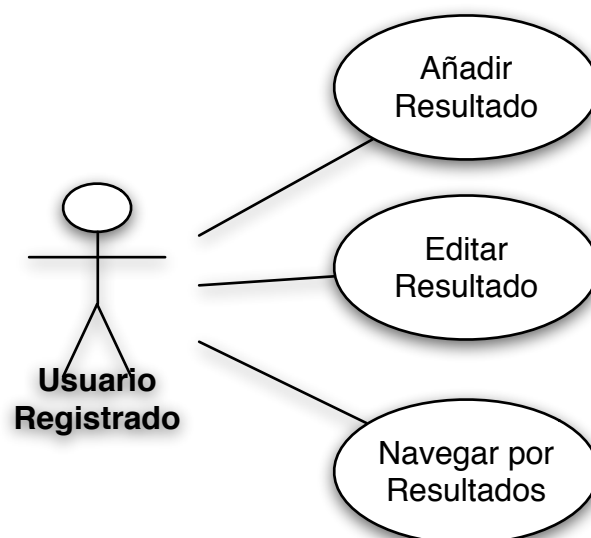 Añadir
Resultado
Editar
Resultado
Usuario
Registrado
Navegar por
Resultados